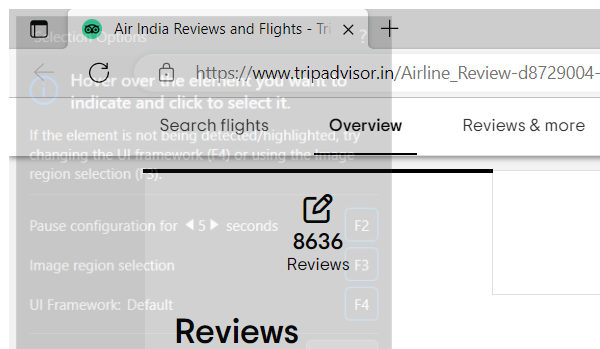 Selection Options ?
Air India Reviews and Flights - Tri
https://www.tripadvisor.in/Airline_Review-d8729004-
Hover over the element you want to
indicate and click to select it.
Search flights Overview Reviews & more
If the element is not being detected/highlighted, try
changing the UI framework (F4) or using the Image
region selection (F3).
Pause configuration for 5 seconds F2
8636
Reviews
Image region selection F3
UI Framework: Default F4
Reviews